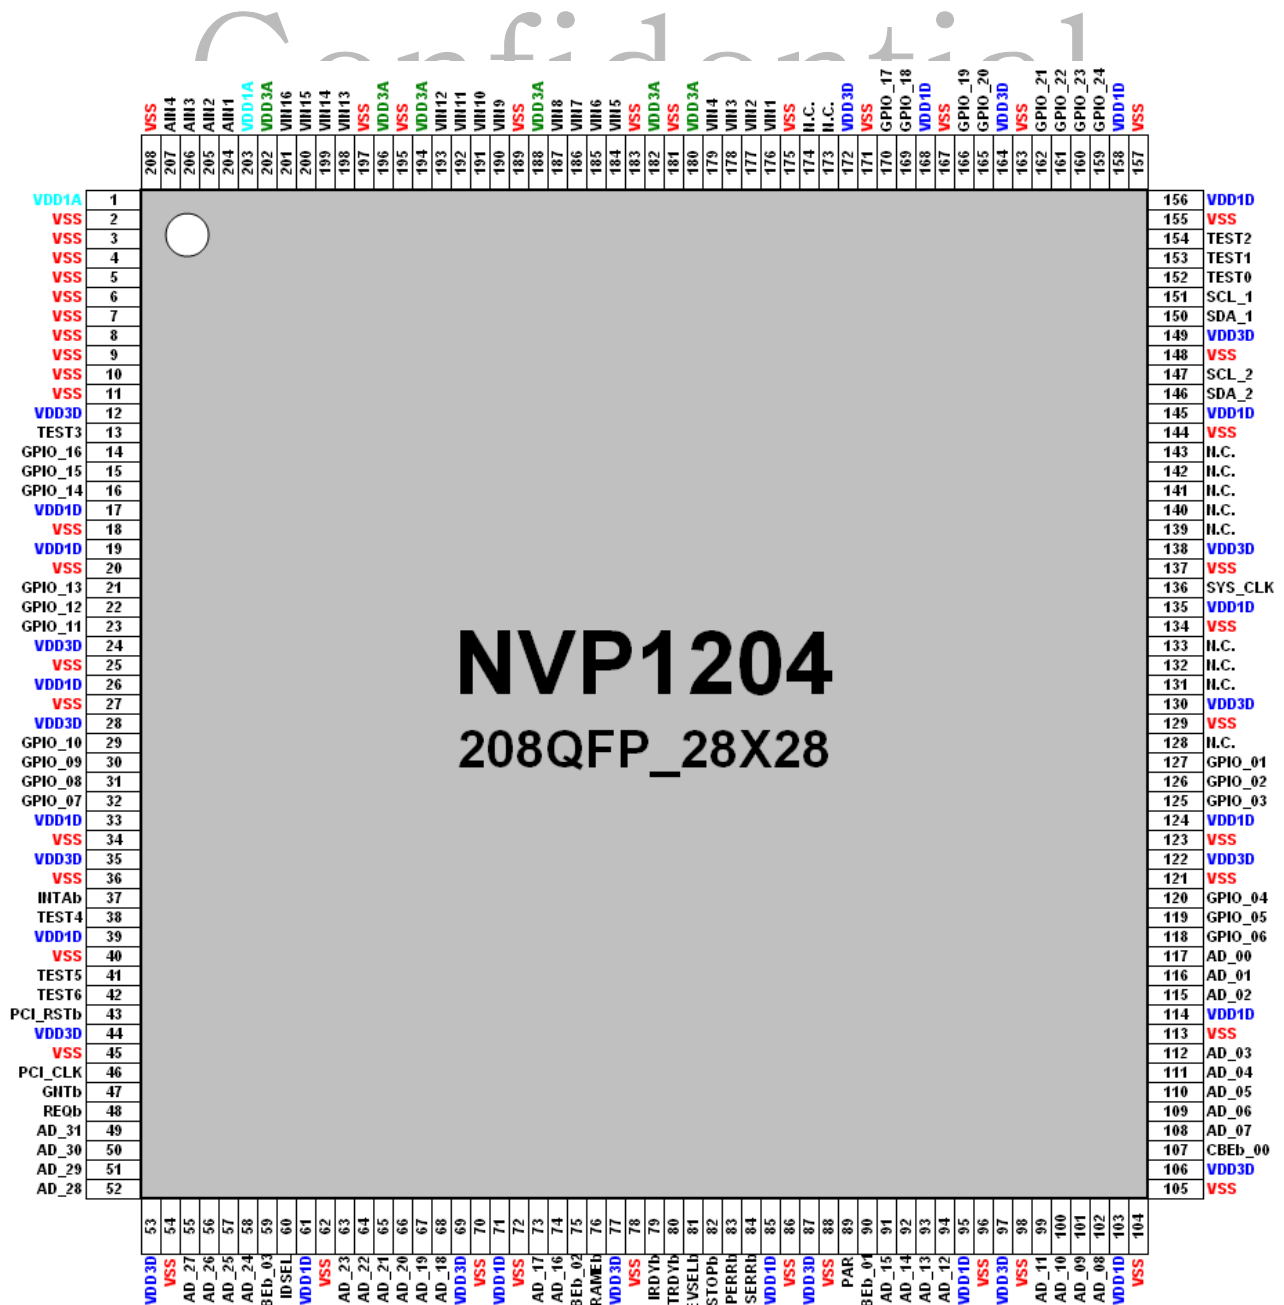 Confidential
VSS AIN4 AIN3 AIN2 AIN1 VDD1A VDD3A VIN16 VIN15 VIN14 VIN13 VSS VDD3A VSS VDD3A VIN12 VIN11 VIN10 VIN9 VSS VDD3A VIN8 VIN7 VIN6 VIN5 VSS VDD3A VSS VDD3A VIN4 VIN3 VIN2 VIN1 VSS N.C. N.C. VDD3D VSS GPIO_17 GPIO_18 VDD1D VSS GPIO_19 GPIO_20 VDD3D VSS GPIO_21 GPIO_22 GPIO_23 GPIO_24 VDD1D VSS
208 207 206 205 204 203 202 201 200 199 198 197 196 195 194 193 192 191 190 189 188 187 186 185 184 183 182 181 180 179 178 177 176 175 174 173 172 171 170 169 168 167 166 165 164 163 162 161 160 159 158 157
VDD1A 1
VSS 2
VSS 3
VSS 4
VSS 5
VSS 6
VSS 7
VSS 8
VSS 9
VSS 10
VSS 11
VDD3D 12
TEST3 13
GPIO_16 14
GPIO_15 15
GPIO_14 16
VDD1D 17
VSS 18
VDD1D 19
VSS 20
GPIO_13 21
GPIO_12 22
GPIO_11 23
VDD3D 24
VSS 25
VDD1D 26
VSS 27
VDD3D 28
GPIO_10 29
GPIO_09 30
GPIO_08 31
GPIO_07 32
VDD1D 33
VSS 34
VDD3D 35
VSS 36
INTAb 37
TEST4 38
VDD1D 39
VSS 40
TEST5 41
TEST6 42
PCI_RSTb 43
VDD3D 44
VSS 45
PCI_CLK 46
GNTb 47
REQb 48
AD_31 49
AD_30 50
AD_29 51
AD_28 52
NVP1204
208QFP_28X28
156 VDD1D
155 VSS
154 TEST2
153 TEST1
152 TEST0
151 SCL_1
150 SDA_1
149 VDD3D
148 VSS
147 SCL_2
146 SDA_2
145 VDD1D
144 VSS
143 N.C.
142 N.C.
141 N.C.
140 N.C.
139 N.C.
138 VDD3D
137 VSS
136 SYS_CLK
135 VDD1D
134 VSS
133 N.C.
132 N.C.
131 N.C.
130 VDD3D
129 VSS
128 N.C.
127 GPIO_01
126 GPIO_02
125 GPIO_03
124 VDD1D
123 VSS
122 VDD3D
121 VSS
120 GPIO_04
119 GPIO_05
118 GPIO_06
117 AD_00
116 AD_01
115 AD_02
114 VDD1D
113 VSS
112 AD_03
111 AD_04
110 AD_05
109 AD_06
108 AD_07
107 CBEb_00
106 VDD3D
105 VSS
53 54 55 56 57 58 59 60 61 62 63 64 65 66 67 68 69 70 71 72 73 74 75 76 77 78 79 80 81 82 83 84 85 86 87 88 89 90 91 92 93 94 95 96 97 98 99 100 101 102 103 104
VDD3D VSS AD_27 AD_26 AD_25 AD_24 BEb_03 IDSEL VDD1D VSS AD_23 AD_22 AD_21 AD_20 AD_19 AD_18 VDD3D VSS VDD1D VSS AD_17 AD_16 BEb_02 RAMEb VDD3D VSS IRDYb TRDYb EVSELb STOPb PERRb SERRb VDD1D VSS VDD3D VSS PAR BEb_01 AD_15 AD_14 AD_13 AD_12 VDD1D VSS VDD3D VSS AD_11 AD_10 AD_09 AD_08 VDD1D VSS